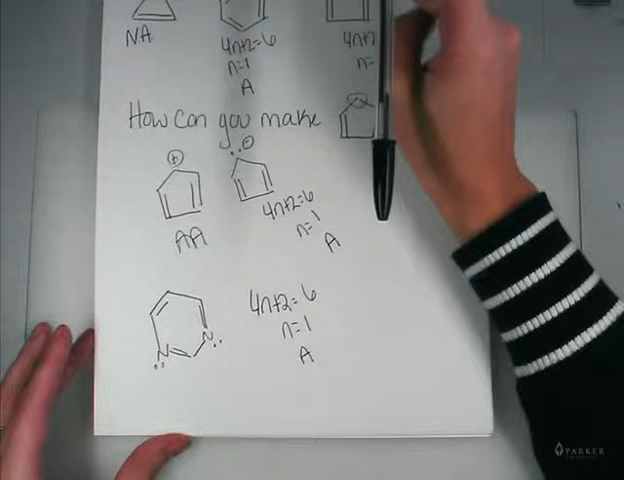 NA
4n+2=6
n=1
A
4n
n=
How can you make
+
AA
4n+2=6
n=1
A
N
N
4n+2=6
n=1
A
PARKER